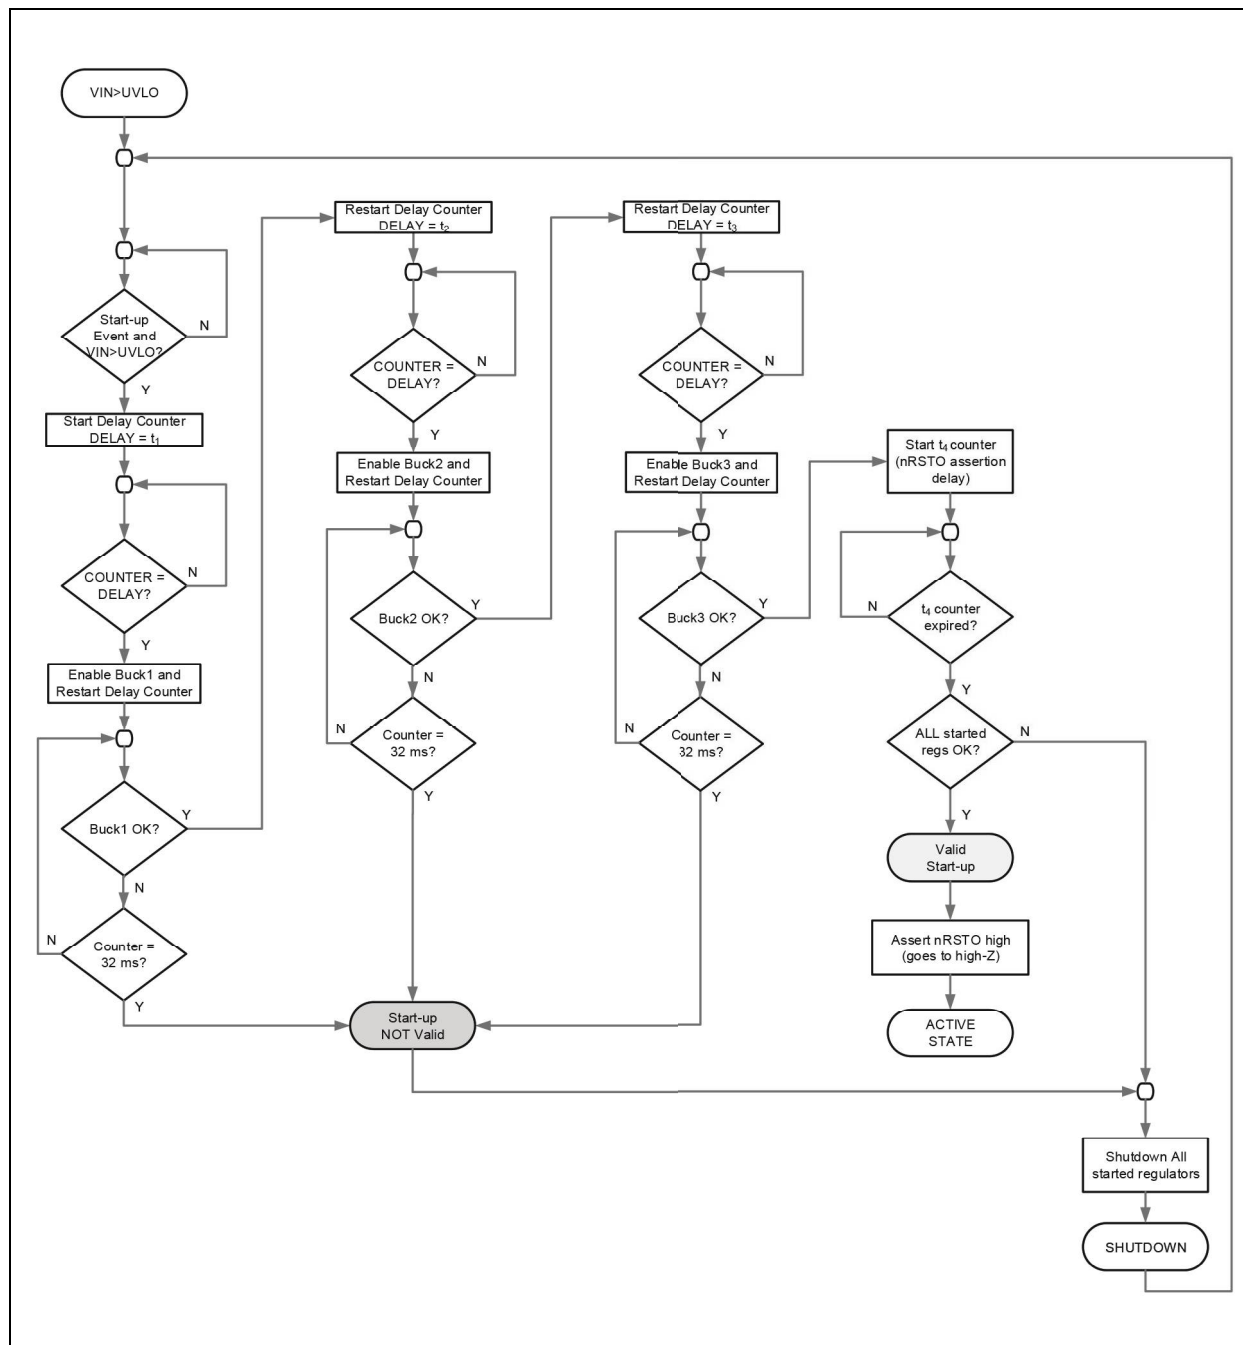 VIN>UVLO
Start-up
Event and
VIN>UVLO?
N
Y
Start Delay Counter
DELAY = t₁
COUNTER =
DELAY?
N
Y
Enable Buck1 and
Restart Delay Counter
Buck1 OK?
Y
N
Counter =
32 ms?
N
Y
Restart Delay Counter
DELAY = t₂
COUNTER =
DELAY?
N
Y
Enable Buck2 and
Restart Delay Counter
Buck2 OK?
Y
N
Counter =
32 ms?
N
Y
Start-up
NOT Valid
Restart Delay Counter
DELAY = t₃
COUNTER =
DELAY?
N
Y
Enable Buck3 and
Restart Delay Counter
Buck3 OK?
Y
N
Counter =
32 ms?
N
Y
Start t₄ counter
(nRSTO assertion
delay)
t₄ counter
expired?
N
Y
ALL started
regs OK?
N
Y
Valid
Start-up
Assert nRSTO high
(goes to high-Z)
ACTIVE
STATE
Shutdown All
started regulators
SHUTDOWN